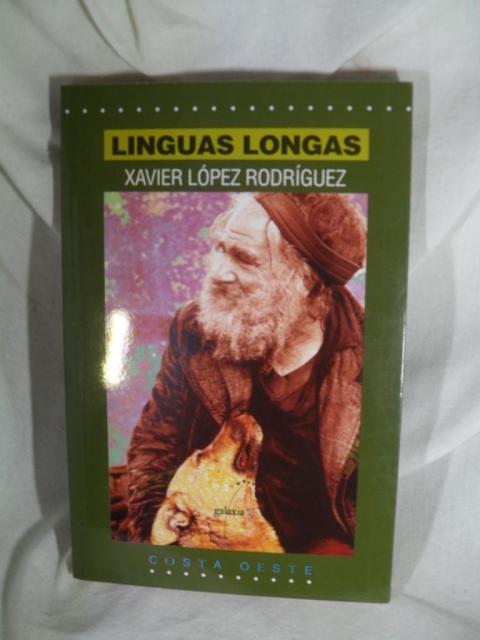 LINGUAS LONGAS
XAVIER LÓPEZ RODRÍGUEZ
galaxia
COSTA OESTE